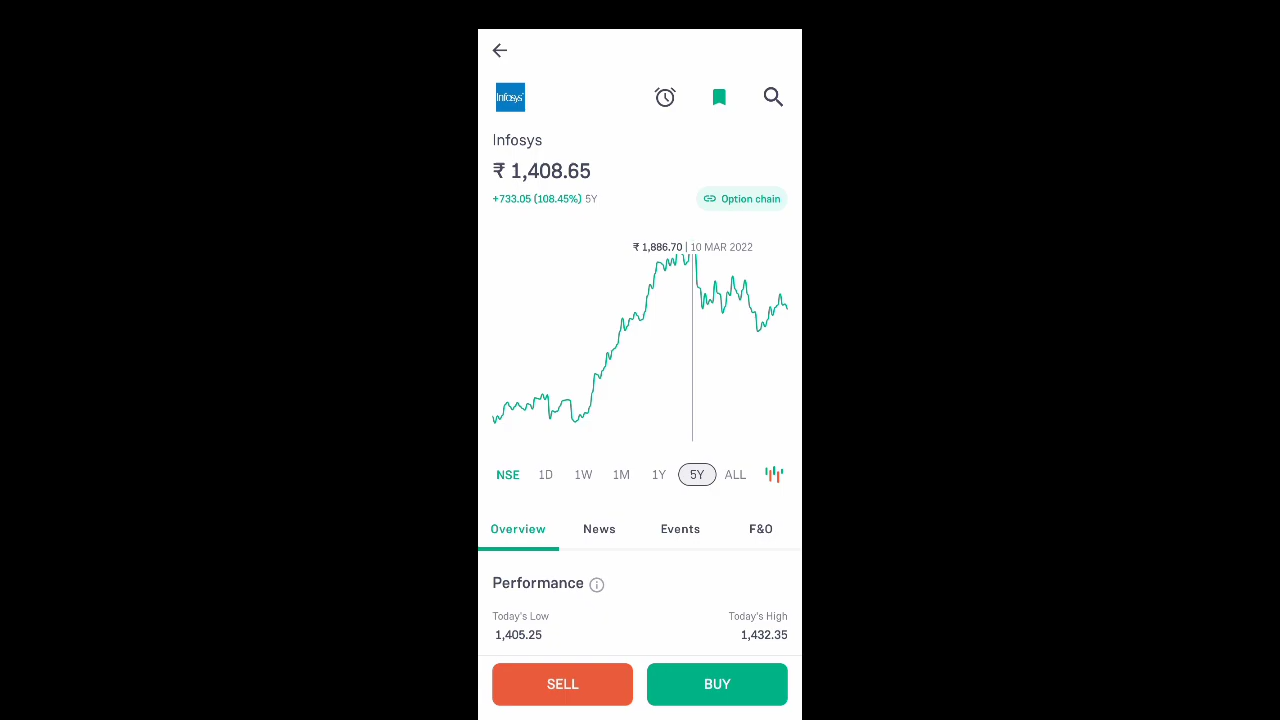 Infosys
Infosys
₹ 1,408.65
+733.05 (108.45%) 5Y
Option chain
₹ 1,886.70 | 10 MAR 2022
NSE 1D 1W 1M 1Y 5Y ALL
Overview News Events F&O
Performance
Today's Low Today's High
1,405.25 1,432.35
SELL BUY